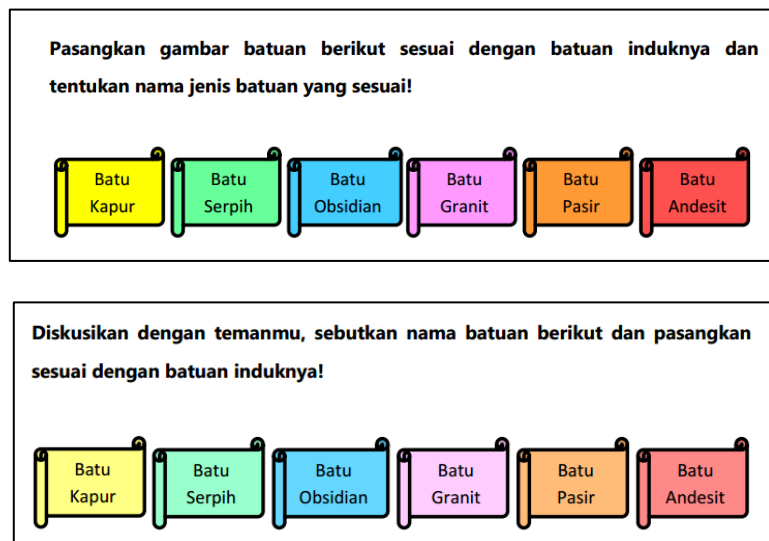 Pasangkan gambar batuan berikut sesuai dengan batuan induknya dan
tentukan nama jenis batuan yang sesuai!
Batu Kapur
Batu Serpih
Batu Obsidian
Batu Granit
Batu Pasir
Batu Andesit
Diskusikan dengan temanmu, sebutkan nama batuan berikut dan pasangkan
sesuai dengan batuan induknya!
Batu Kapur
Batu Serpih
Batu Obsidian
Batu Granit
Batu Pasir
Batu Andesit